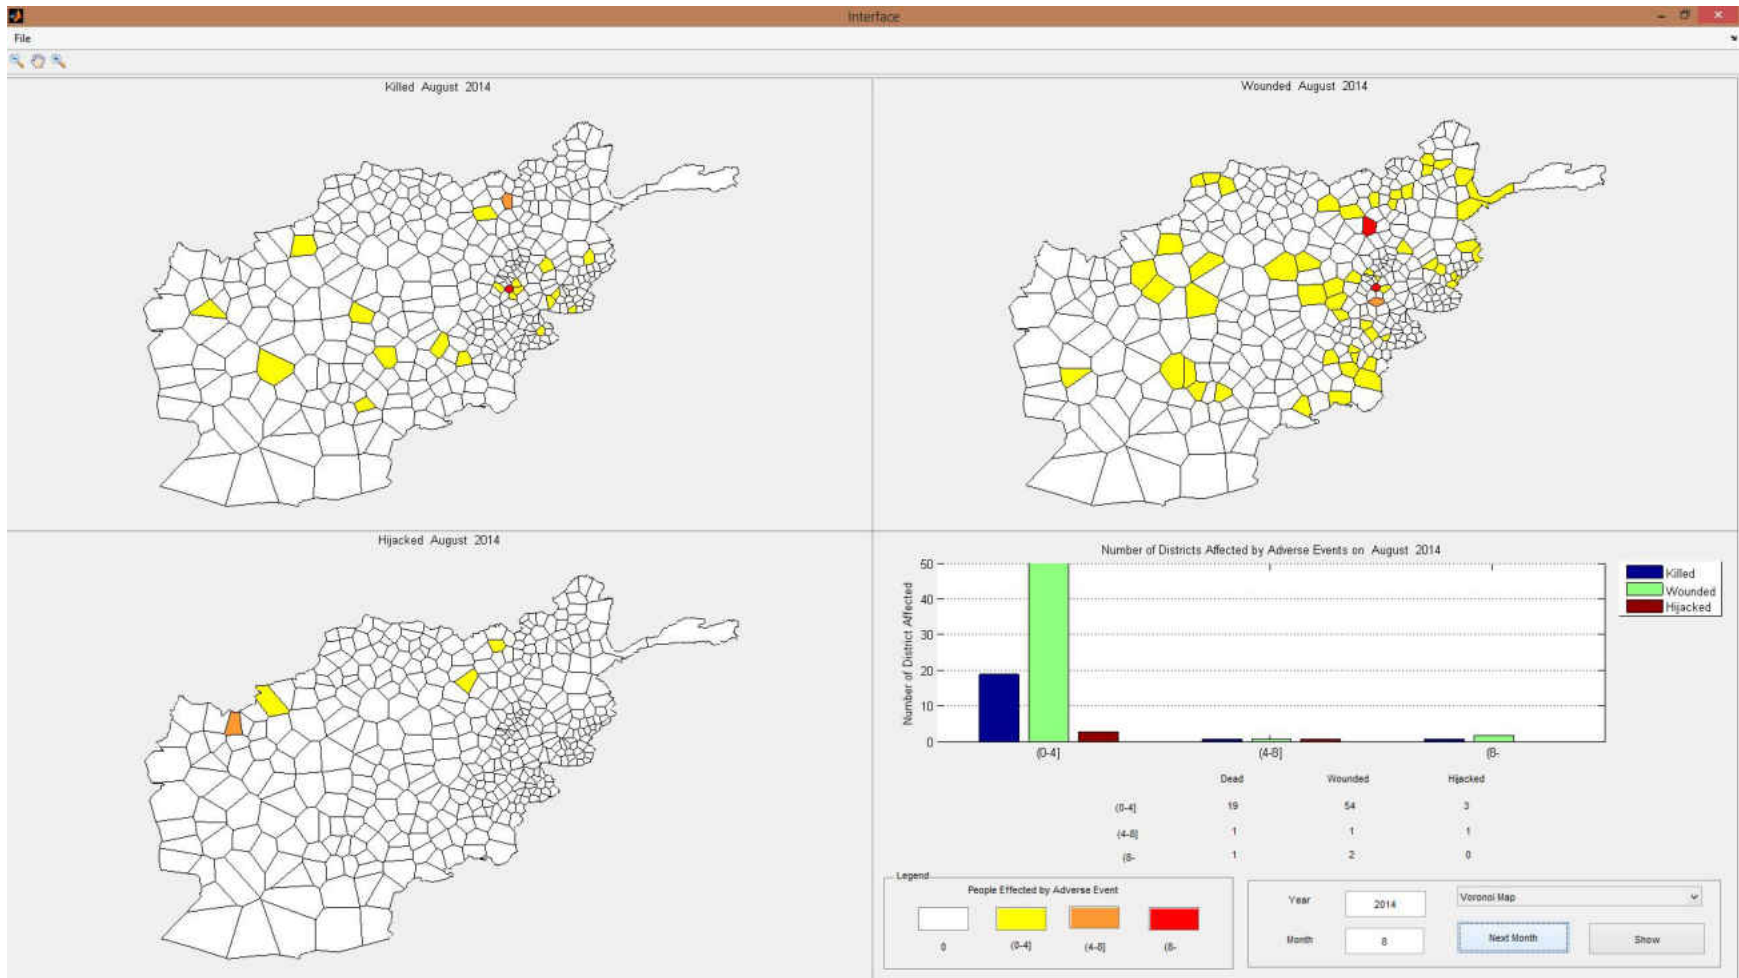 Interface
File
Killed August 2014
Wounded August 2014
Hijacked August 2014
Number of Districts Affected by Adverse Events on August 2014
Number of District Affected
50
40
30
20
10
0
(0-4]
(4-8]
(8-
Killed
Wounded
Hijacked
Dead Wounded Hijacked
(0-4] 19 54 3
(4-8] 1 1 1
(8- 1 2 0
Legend
People Effected by Adverse Event
0 (0-4] (4-8] (8-
Year 2014 Voronoi Map
Month 8 Next Month Show